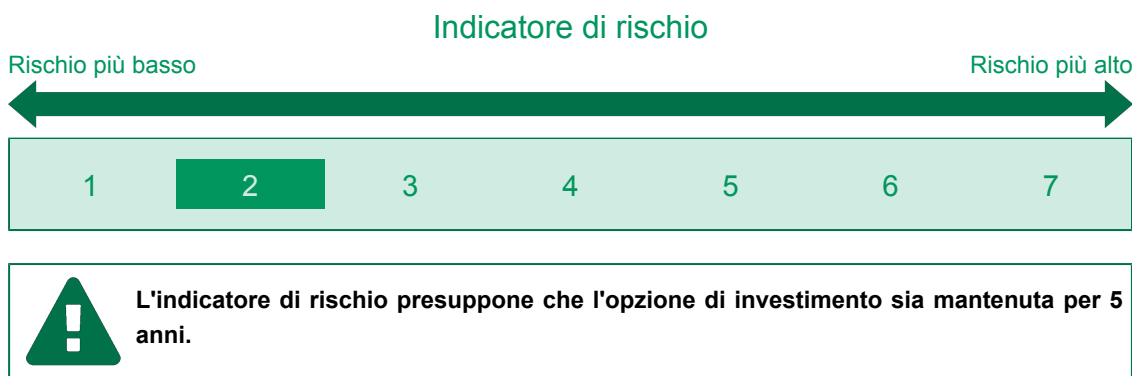 Indicatore di rischio
Rischio più basso Rischio più alto
1 2 3 4 5 6 7
L'indicatore di rischio presuppone che l'opzione di investimento sia mantenuta per 5
anni.